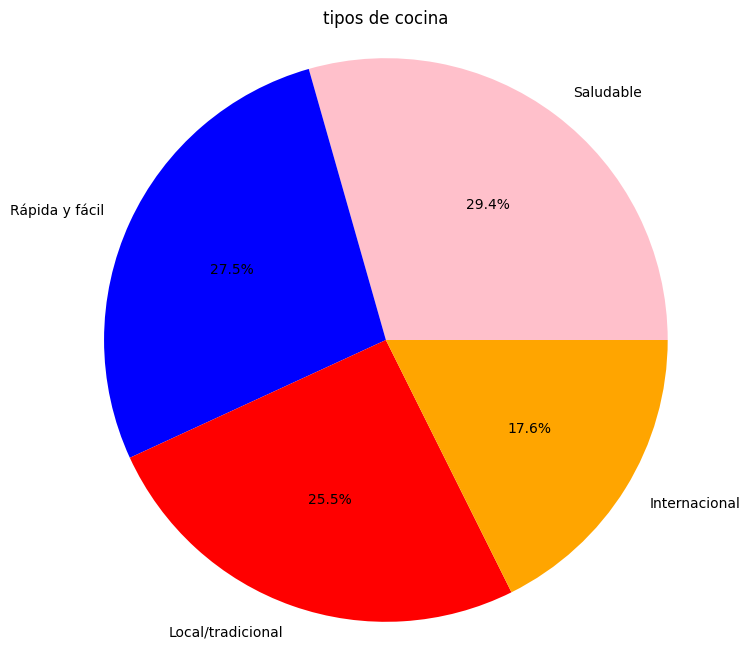 tipos de cocina
Saludable
29.4%
Rápida y fácil
27.5%
25.5%
Local/tradicional
17.6%
Internacional